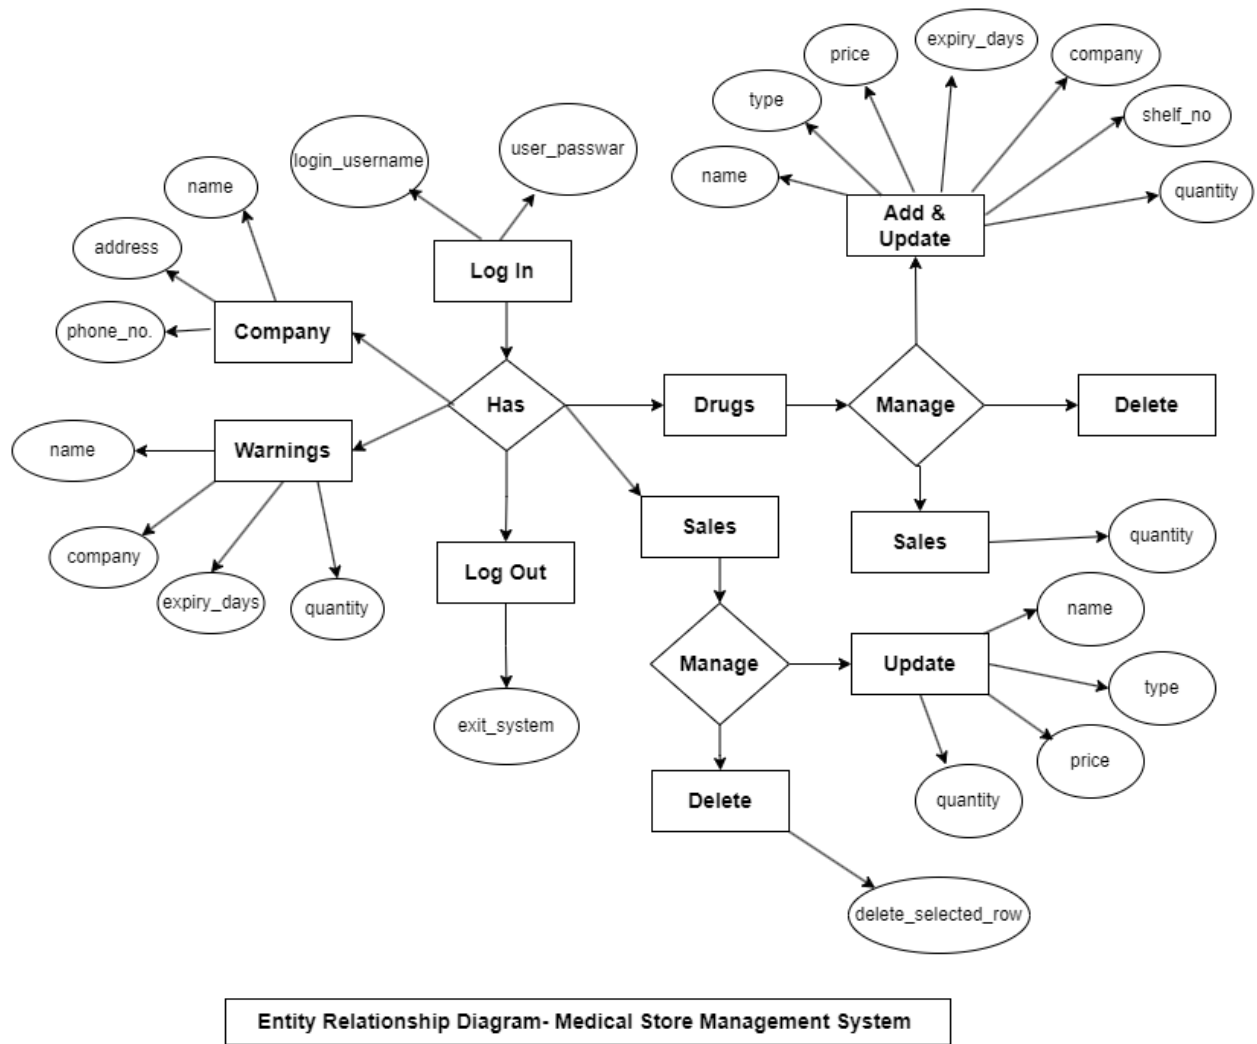 expiry_days
price
company
type
shelf_no
user_passwar
login_username
name
name
quantity
Add &
Update
address
Log In
phone_no.
Company
Has
Drugs
Manage
Delete
name
Warnings
Sales
Sales
quantity
company
Log Out
expiry_days
quantity
name
Manage
Update
type
exit_system
price
Delete
quantity
delete_selected_row
Entity Relationship Diagram- Medical Store Management System